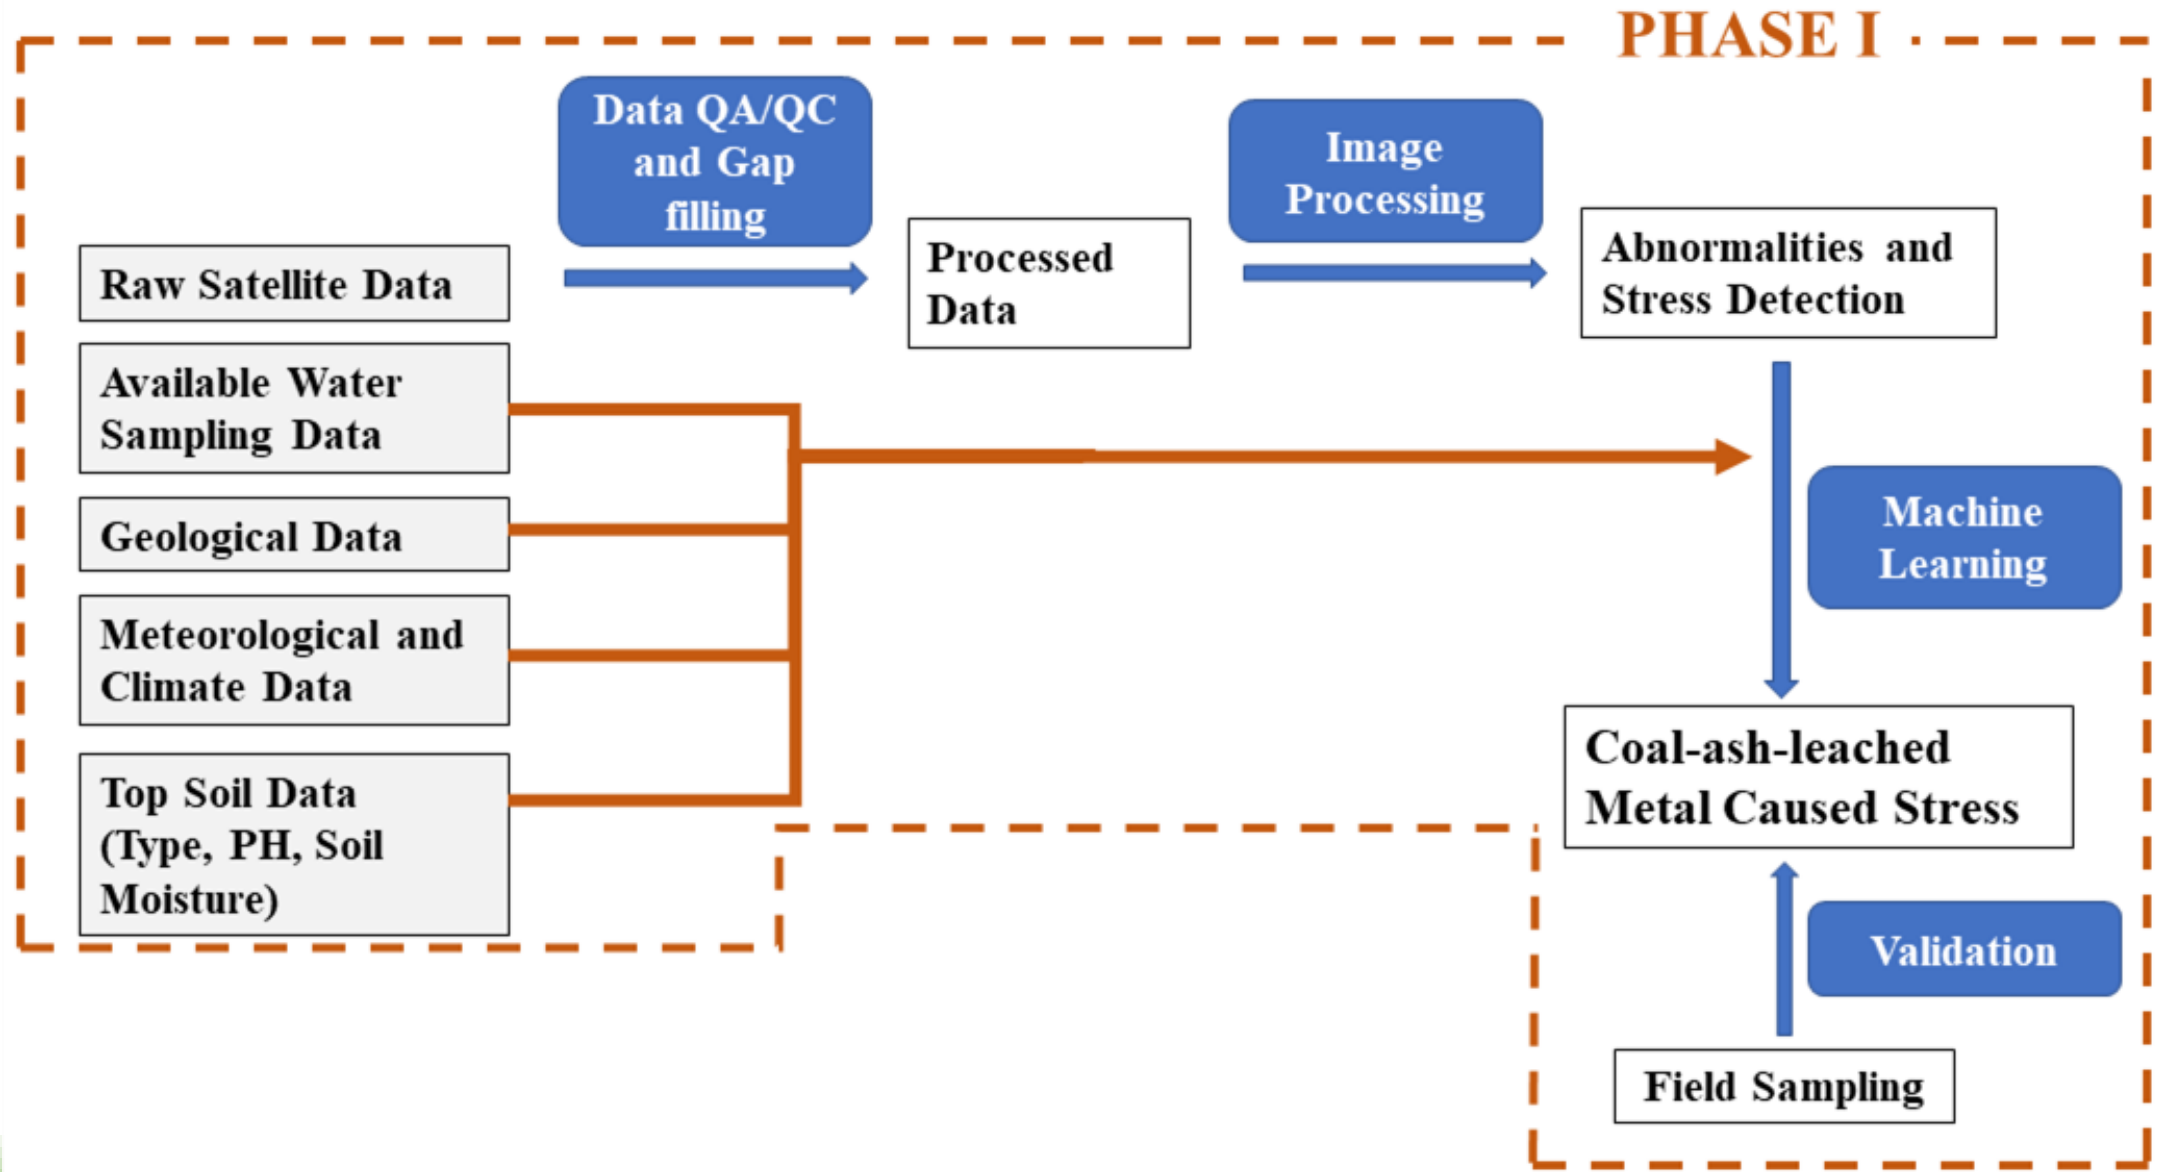 PHASE I
Data QA/QC
and Gap
filling
Image
Processing
Raw Satellite Data
Processed
Data
Abnormalities and
Stress Detection
Available Water
Sampling Data
Geological Data
Machine
Learning
Meteorological and
Climate Data
Coal-ash-leached
Metal Caused Stress
Top Soil Data
(Type, PH, Soil
Moisture)
Validation
Field Sampling